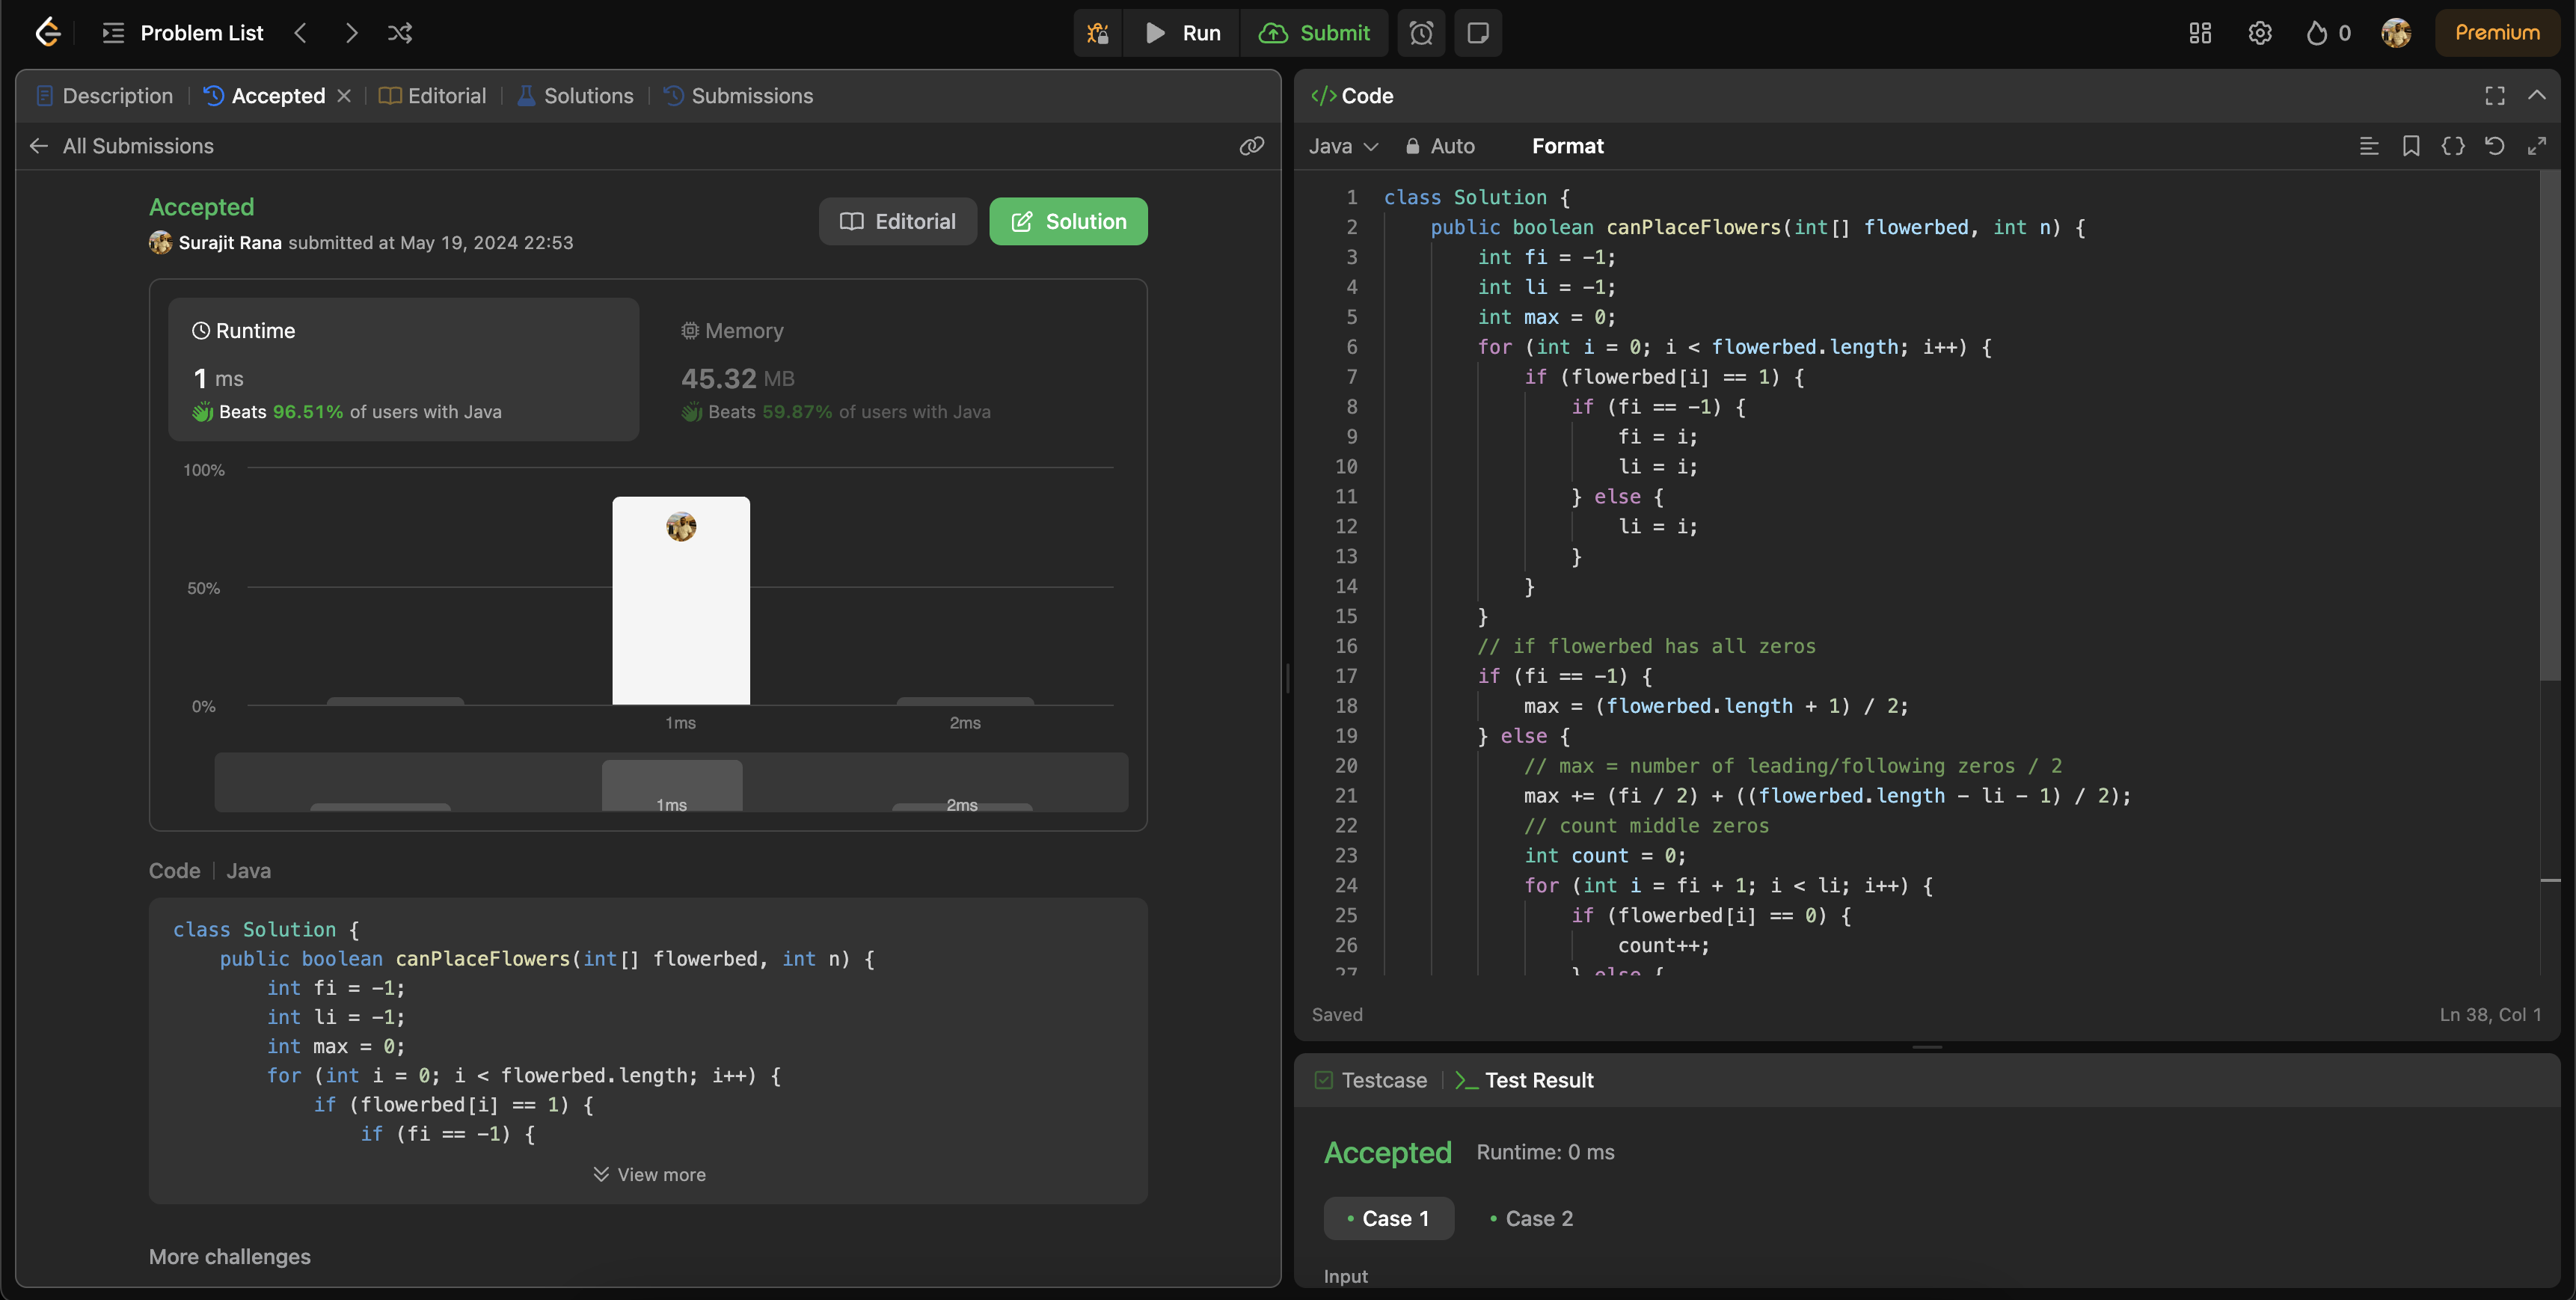 Problem List
Run
Submit
0
Premium
Description
Accepted
Editorial
Solutions
Submissions
All Submissions
Accepted
Surajit Rana submitted at May 19, 2024 22:53
Editorial
Solution
Runtime
1 ms
Beats 96.51% of users with Java
Memory
45.32 MB
Beats 59.87% of users with Java
100%
50%
0%
1ms
2ms
1ms
2ms
Code
Java
class Solution {
    public boolean canPlaceFlowers(int[] flowerbed, int n) {
        int fi = -1;
        int li = -1;
        int max = 0;
        for (int i = 0; i < flowerbed.length; i++) {
            if (flowerbed[i] == 1) {
                if (fi == -1) {
View more
More challenges
</> Code
Java
Auto
Format
1 class Solution {
2     public boolean canPlaceFlowers(int[] flowerbed, int n) {
3         int fi = -1;
4         int li = -1;
5         int max = 0;
6         for (int i = 0; i < flowerbed.length; i++) {
7             if (flowerbed[i] == 1) {
8                 if (fi == -1) {
9                     fi = i;
10                     li = i;
11                 } else {
12                     li = i;
13                 }
14             }
15         }
16         // if flowerbed has all zeros
17         if (fi == -1) {
18             max = (flowerbed.length + 1) / 2;
19         } else {
20             // max = number of leading/following zeros / 2
21             max += (fi / 2) + ((flowerbed.length - li - 1) / 2);
22             // count middle zeros
23             int count = 0;
24             for (int i = fi + 1; i < li; i++) {
25                 if (flowerbed[i] == 0) {
26                     count++;
27                 } else {
Saved
Ln 38, Col 1
Testcase
Test Result
Accepted
Runtime: 0 ms
Case 1
Case 2
Input